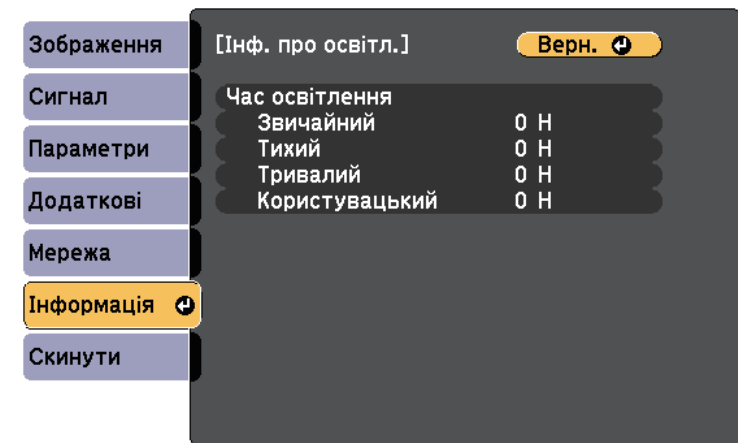 Зображення
Сигнал
Параметри
Додаткові
Мережа
Інформація
Скинути
[Інф. про освітл.] Верн.
Час освітлення
Звичайний 0 H
Тихий 0 H
Тривалий 0 H
Користувацький 0 H